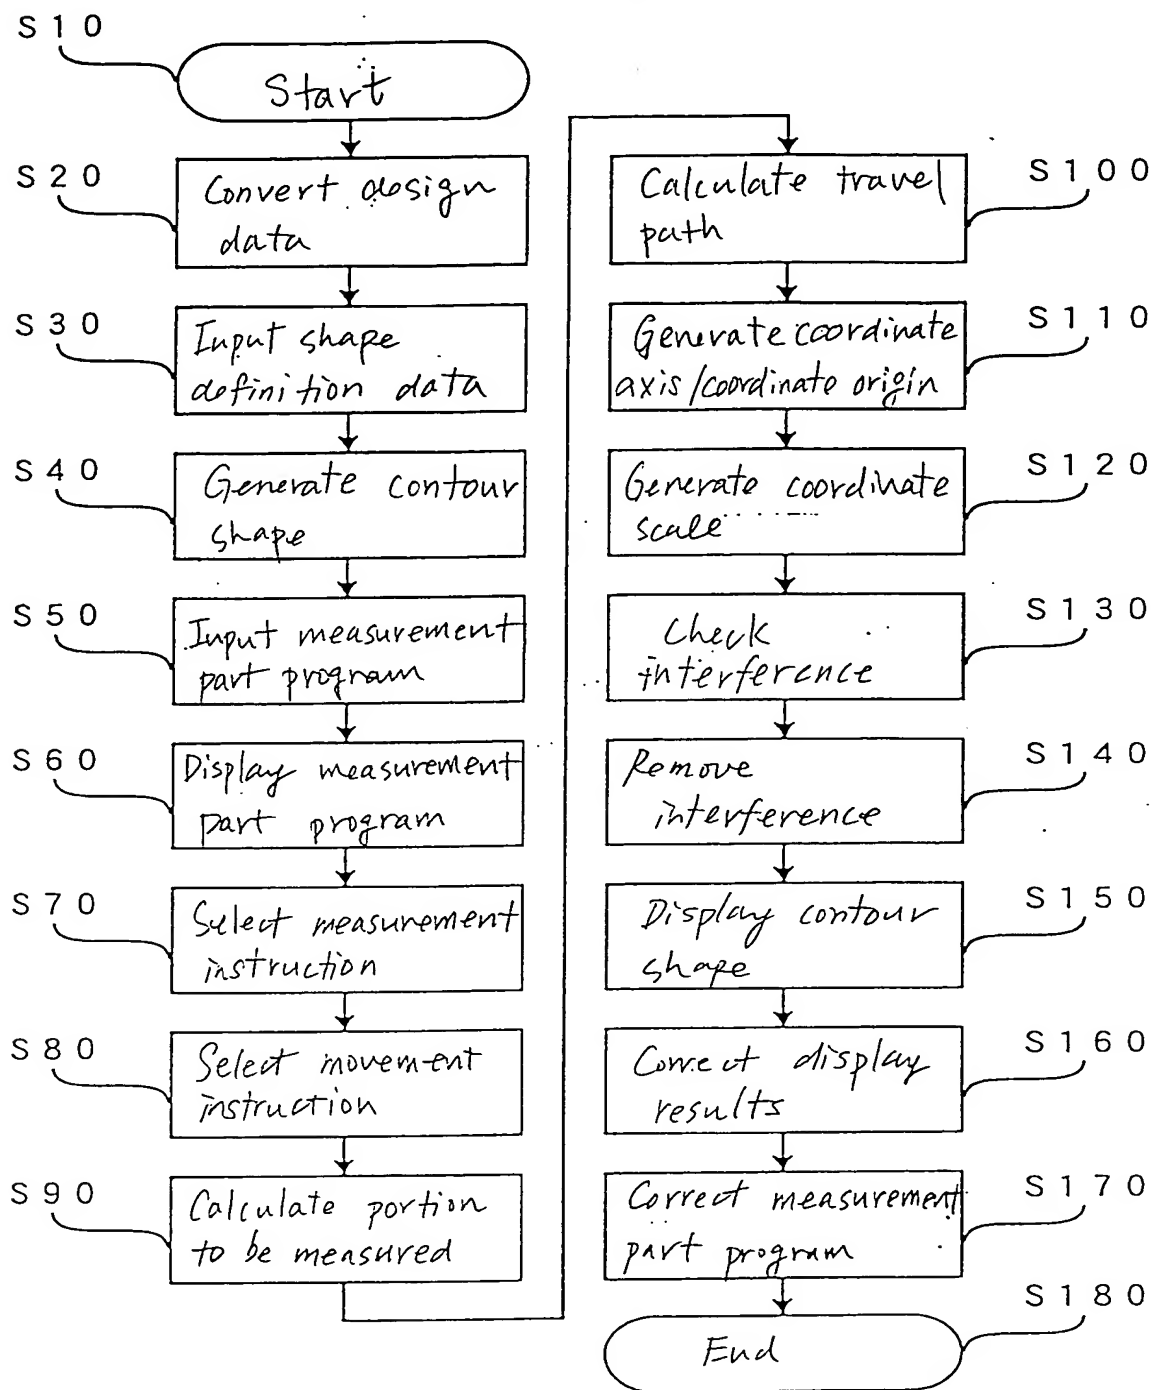 S10
Start
S20
Convert design
data
S30
Input shape
definition data
S40
Generate contour
shape
S50
Input measurement
part program
S60
Display measurement
part program
S70
Select measurement
instruction
S80
Select movement
instruction
S90
Calculate portion
to be measured
S100
Calculate travel
path
S110
Generate coordinate
axis/coordinate origin
S120
Generate coordinate
scale
S130
Check
interference
S140
Remove
interference
S150
Display contour
shape
S160
Correct display
results
S170
Correct measurement
part program
S180
End